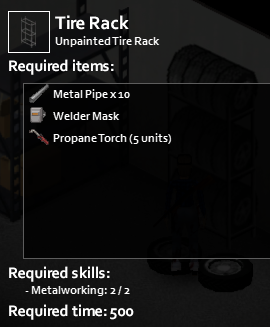 Tire Rack
Unpainted Tire Rack
Required items:
Metal Pipe x 10
Welder Mask
Propane Torch (5 units)
Required skills:
- Metalworking: 2 / 2
Required time: 500